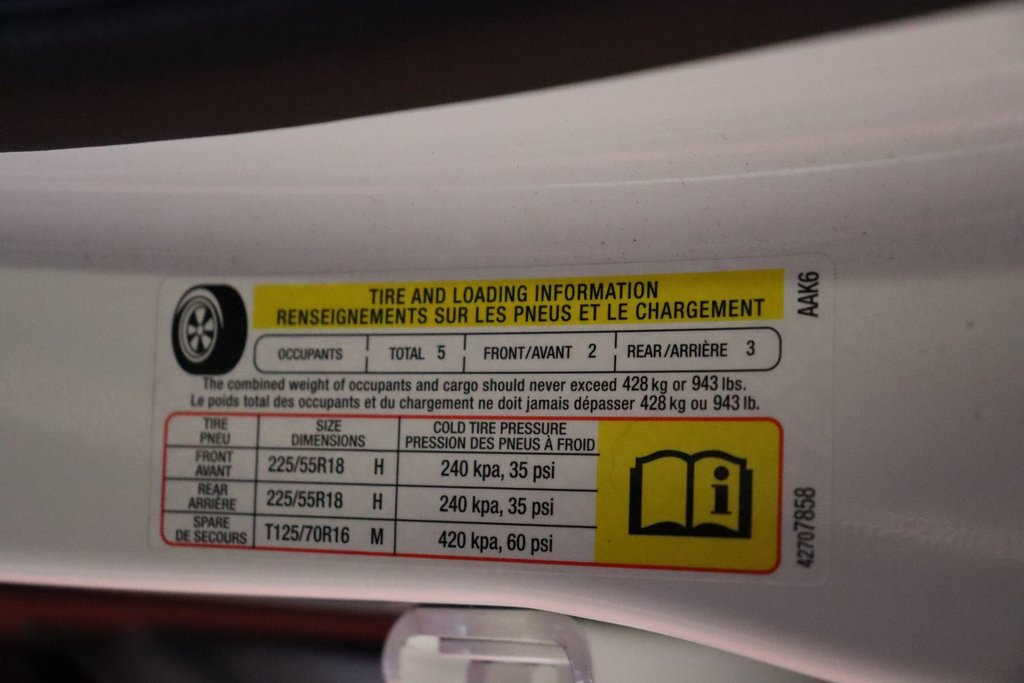 TIRE AND LOADING INFORMATION
RENSEIGNEMENTS SUR LES PNEUS ET LE CHARGEMENT
OCCUPANTS TOTAL 5 FRONT/AVANT 2 REAR/ARRIÈRE 3
The combined weight of occupants and cargo should never exceed 428 kg or 943 lbs.
Le poids total des occupants et du chargement ne doit jamais dépasser 428 kg ou 943 lb.
TIRE SIZE COLD TIRE PRESSURE
PNEU DIMENSIONS PRESSION DES PNEUS À FROID
FRONT
AVANT 225/55R18 H 240 kpa, 35 psi
REAR
ARRIÈRE 225/55R18 H 240 kpa, 35 psi
SPARE
DE SECOURS T125/70R16 M 420 kpa, 60 psi
i
AAK6
42707858